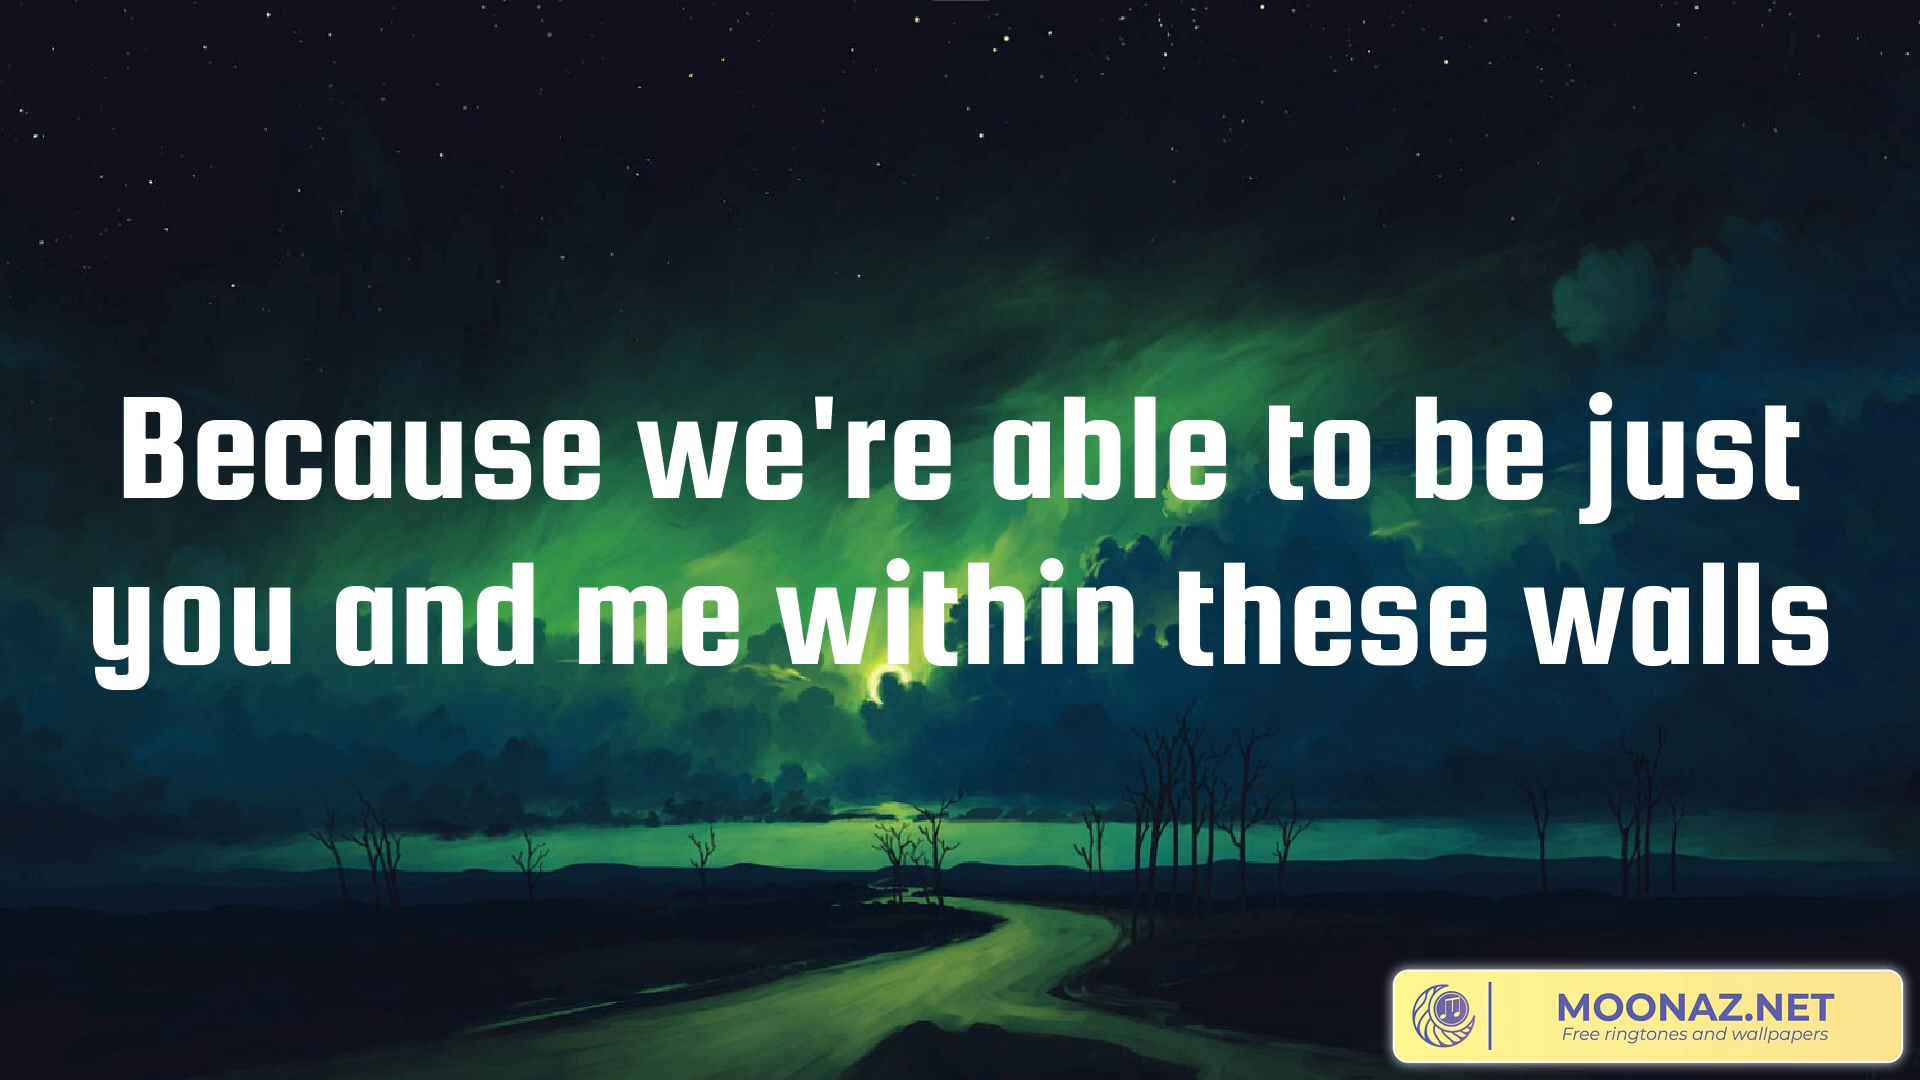 Because we're able to be just
you and me within these walls
MOONAZ.NET
Free ringtones and wallpapers